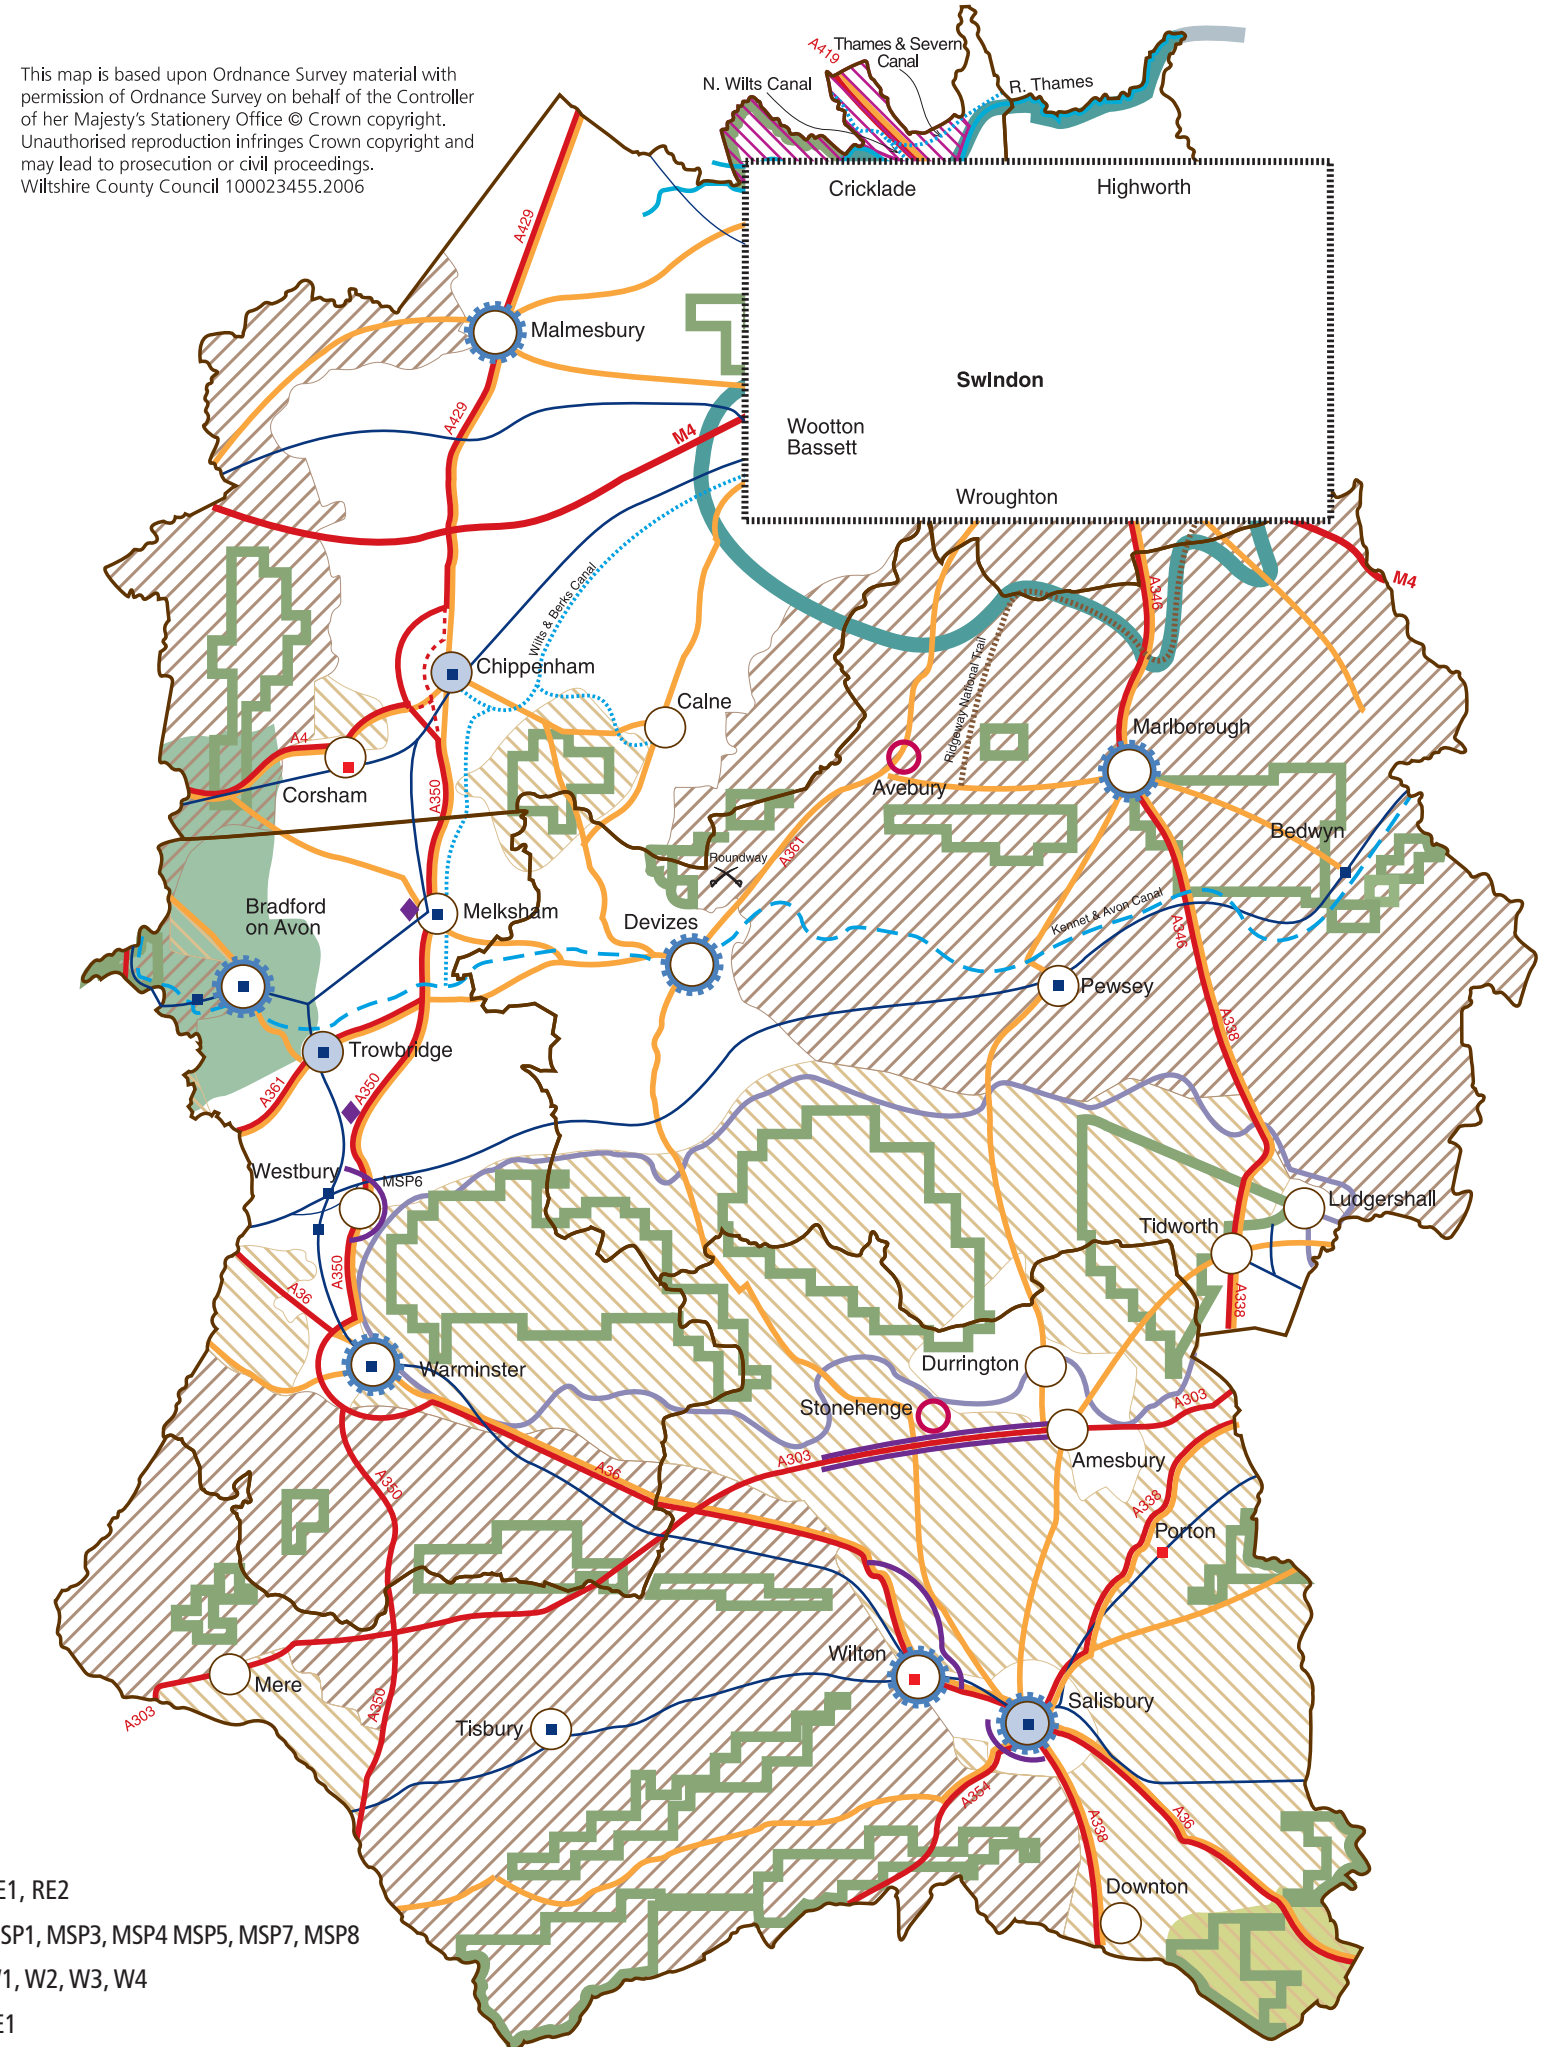 This map is based upon Ordnance Survey material with
permission of Ordnance Survey on behalf of the Controller
of her Majesty's Stationery Office © Crown copyright.
Unauthorised reproduction infringes Crown copyright and
may lead to prosecution or civil proceedings.
Wiltshire County Council 100023455.2006
A419
Thames & Severn
Canal
N. Wilts Canal
R. Thames
Cricklade
Highworth
A429
Malmesbury
SwIndon
A429
M4
Wootton
Bassett
Wroughton
M4
A346
Wilts & Berks Canal
Ridgeway National Trail
Chippenham
Calne
Marlborough
A4
Corsham
A350
Avebury
Bedwyn
A361
Roundway
Bradford
on Avon
Melksham
Devizes
Kennet & Avon Canal
A346
Pewsey
A338
Trowbridge
A361
A350
Westbury
MSP6
Ludgershall
Tidworth
A350
A36
A338
Warminster
Durrington
Stonehenge
A303
A303
Amesbury
A350
A36
A338
Porton
Wilton
Mere
A303
A350
Tisbury
Salisbury
A354
A338
A36
Downton
E1, RE2
SP1, MSP3, MSP4 MSP5, MSP7, MSP8
1, W2, W3, W4
E1